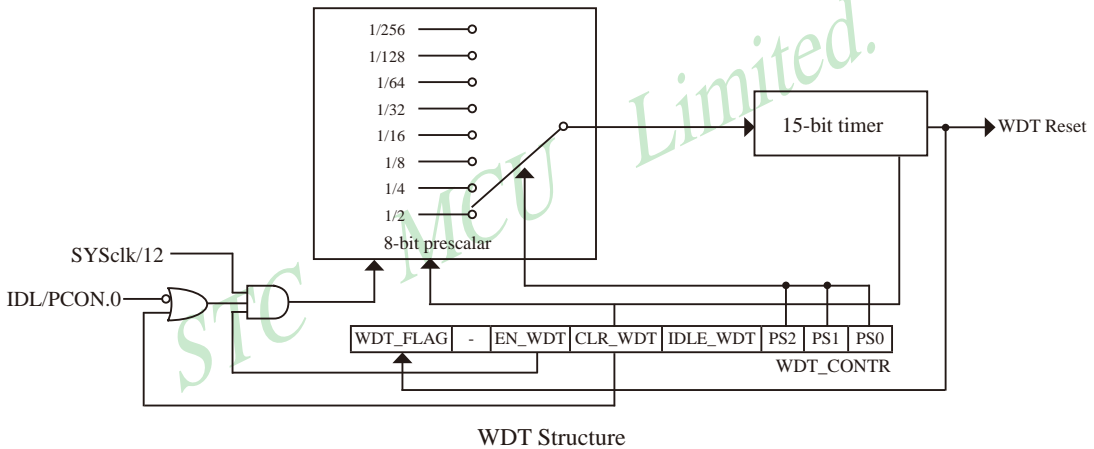 1/256
1/128
1/64
1/32
1/16
1/8
1/4
1/2
8-bit prescalar
15-bit timer
WDT Reset
SYSclk/12
IDL/PCON.0
WDT_FLAG - EN_WDT CLR_WDT IDLE_WDT PS2 PS1 PS0
WDT_CONTR
STC MCU Limited.
WDT Structure